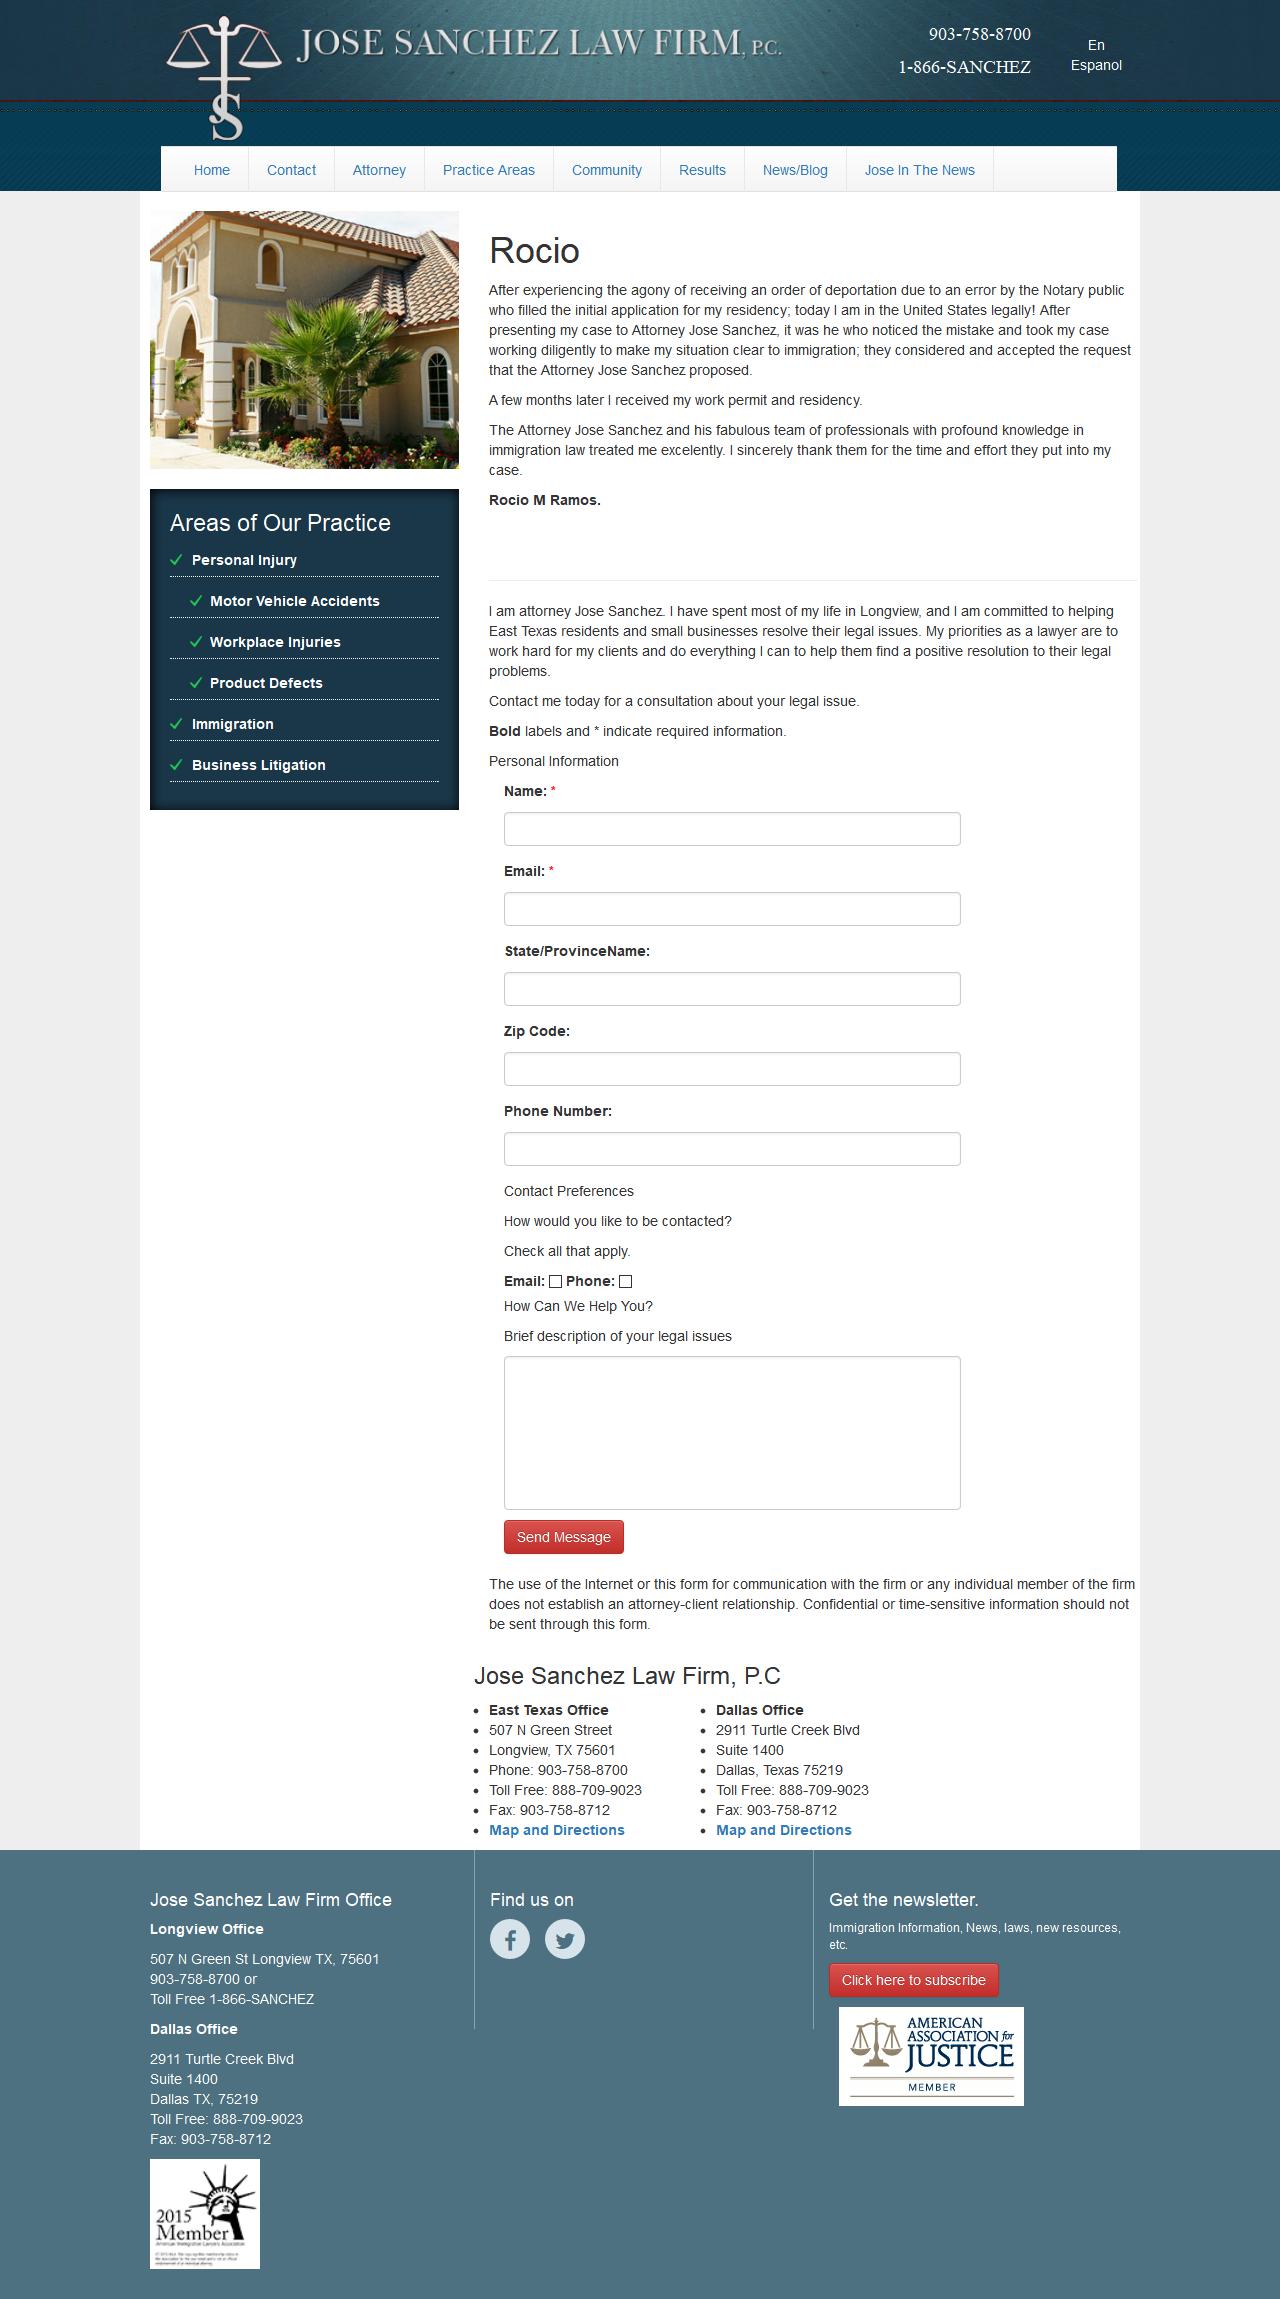 JOSE SANCHEZ LAW FIRM, P.C.
JS
903-758-8700
1-866-SANCHEZ
En
Espanol
Home
Contact
Attorney
Practice Areas
Community
Results
News/Blog
Jose In The News
Areas of Our Practice
Personal Injury
Motor Vehicle Accidents
Workplace Injuries
Product Defects
Immigration
Business Litigation
Rocio
After experiencing the agony of receiving an order of deportation due to an error by the Notary public
who filled the initial application for my residency; today I am in the United States legally! After
presenting my case to Attorney Jose Sanchez, it was he who noticed the mistake and took my case
working diligently to make my situation clear to immigration; they considered and accepted the request
that the Attorney Jose Sanchez proposed.
A few months later I received my work permit and residency.
The Attorney Jose Sanchez and his fabulous team of professionals with profound knowledge in
immigration law treated me excelently. I sincerely thank them for the time and effort they put into my
case.
Rocio M Ramos.
I am attorney Jose Sanchez. I have spent most of my life in Longview, and I am committed to helping
East Texas residents and small businesses resolve their legal issues. My priorities as a lawyer are to
work hard for my clients and do everything I can to help them find a positive resolution to their legal
problems.
Contact me today for a consultation about your legal issue.
Bold labels and * indicate required information.
Personal Information
Name: *
Email: *
State/ProvinceName:
Zip Code:
Phone Number:
Contact Preferences
How would you like to be contacted?
Check all that apply.
Email: Phone:
How Can We Help You?
Brief description of your legal issues
Send Message
The use of the Internet or this form for communication with the firm or any individual member of the firm
does not establish an attorney-client relationship. Confidential or time-sensitive information should not
be sent through this form.
Jose Sanchez Law Firm, P.C
East Texas Office
507 N Green Street
Longview, TX 75601
Phone: 903-758-8700
Toll Free: 888-709-9023
Fax: 903-758-8712
Map and Directions
Dallas Office
2911 Turtle Creek Blvd
Suite 1400
Dallas, Texas 75219
Toll Free: 888-709-9023
Fax: 903-758-8712
Map and Directions
Jose Sanchez Law Firm Office
Longview Office
507 N Green St Longview TX, 75601
903-758-8700 or
Toll Free 1-866-SANCHEZ
Dallas Office
2911 Turtle Creek Blvd
Suite 1400
Dallas TX, 75219
Toll Free: 888-709-9023
Fax: 903-758-8712
2015
Member
American Immigration Lawyers Association
Find us on
Get the newsletter.
Immigration Information, News, laws, new resources,
etc.
Click here to subscribe
AMERICAN
ASSOCIATION for
JUSTICE
MEMBER